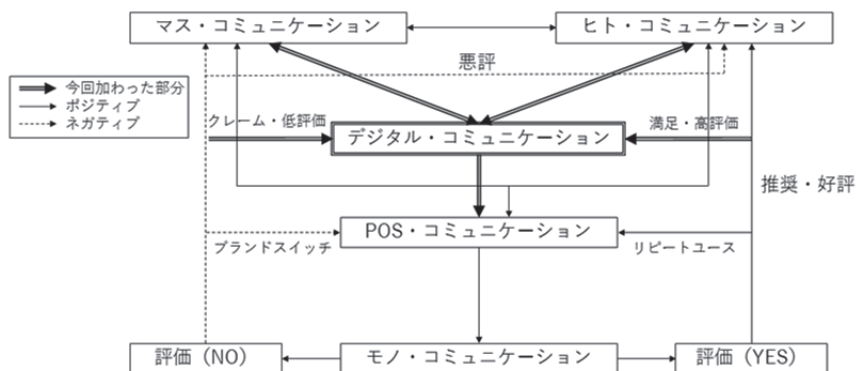 マス・コミュニケーション
ヒト・コミュニケーション
悪評
今回加わった部分
ポジティブ
ネガティブ
クレーム・低評価
デジタル・コミュニケーション
満足・高評価
推奨・好評
POS・コミュニケーション
ブランドスイッチ
リピートユース
評価（NO）
モノ・コミュニケーション
評価（YES）